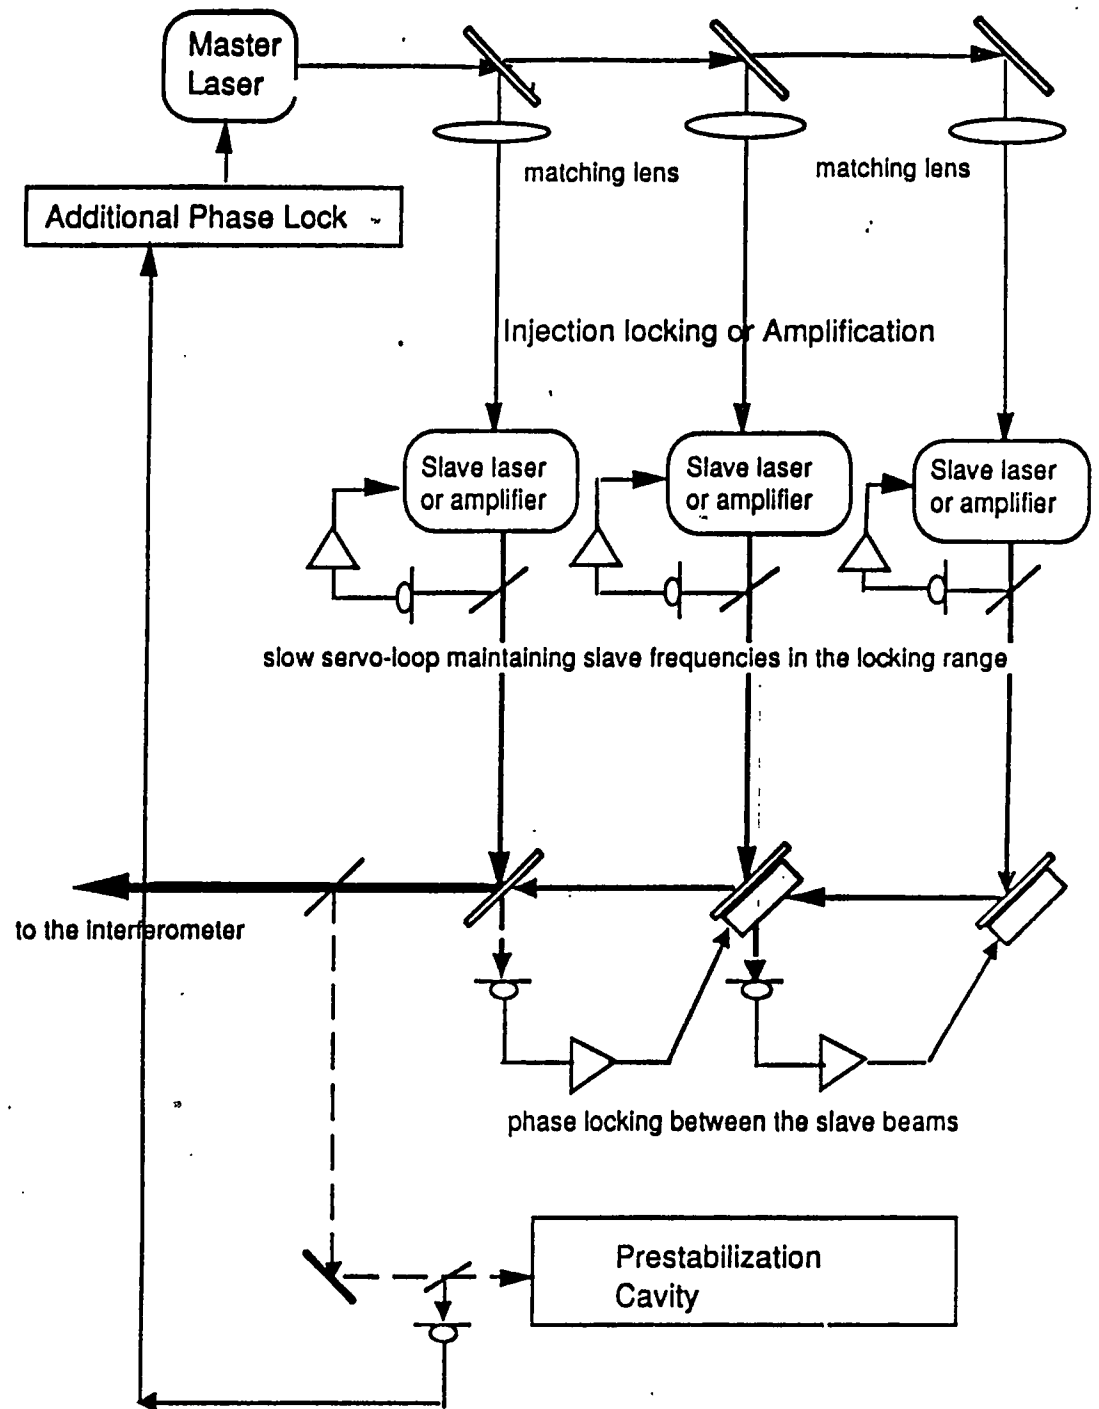 Master
Laser
Additional Phase Lock
matching lens
matching lens
Injection locking or Amplification
Slave laser
or amplifier
Slave laser
or amplifier
Slave laser
or amplifier
slow servo-loop maintaining slave frequencies in the locking range
to the interferometer
phase locking between the slave beams
Prestabilization
Cavity